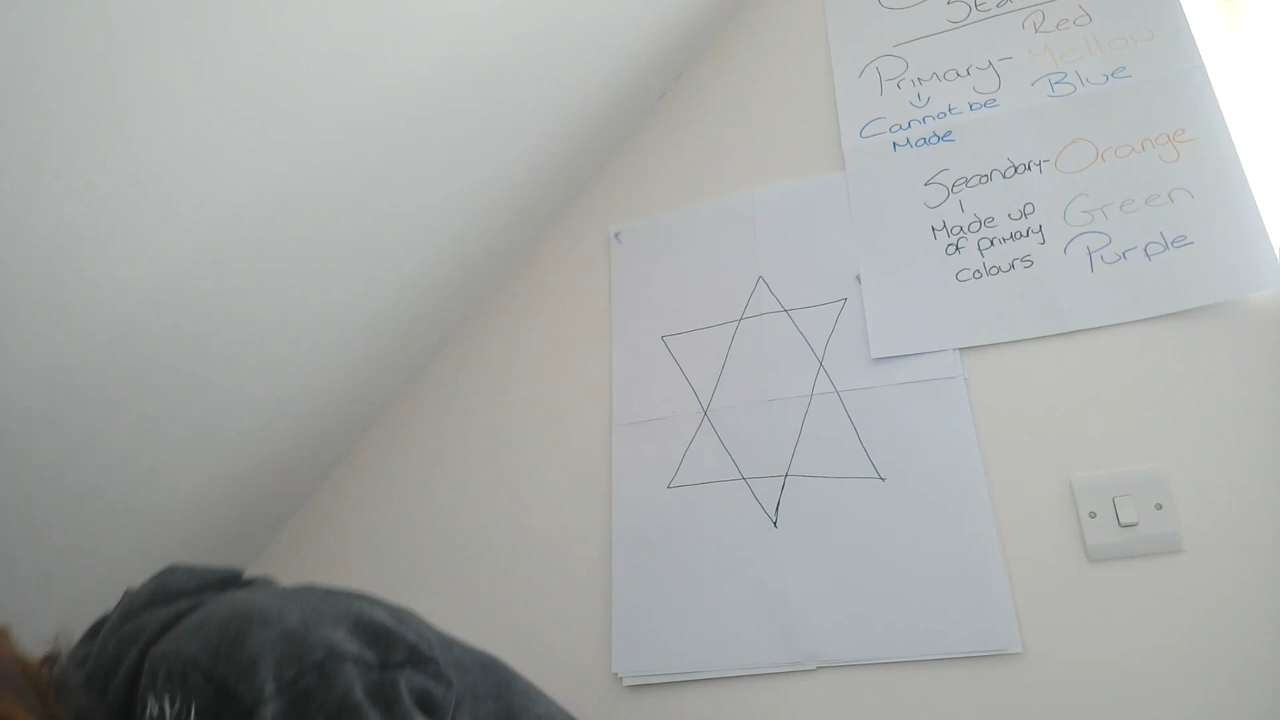 Red
Primary- Yellow
Blue
Cannot be
Made
Secondary- Orange
Made up Green
of primary Purple
colours